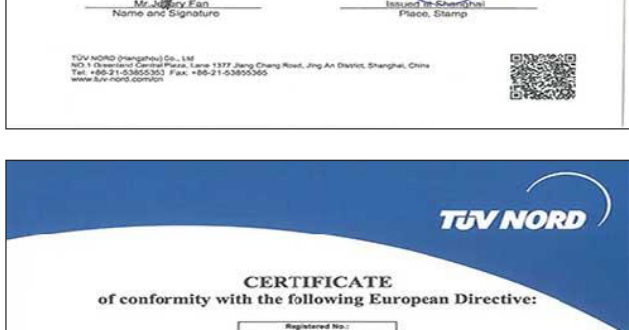 Mr. Jeffery Fan
Issued in Shanghai
Name and Signature
Place, Stamp
TÜV NORD (Hangzhou) Co., Ltd
NO.1 Greenland Central Plaza, Lane 1377 Jiang Chang Road, Jing An District, Shanghai, China
Tel: +86-21-53855353 Fax: +86-21-53855365
www.tuv-nord.com/cn
TÜV NORD
CERTIFICATE
of conformity with the following European Directive:
Registered No.: